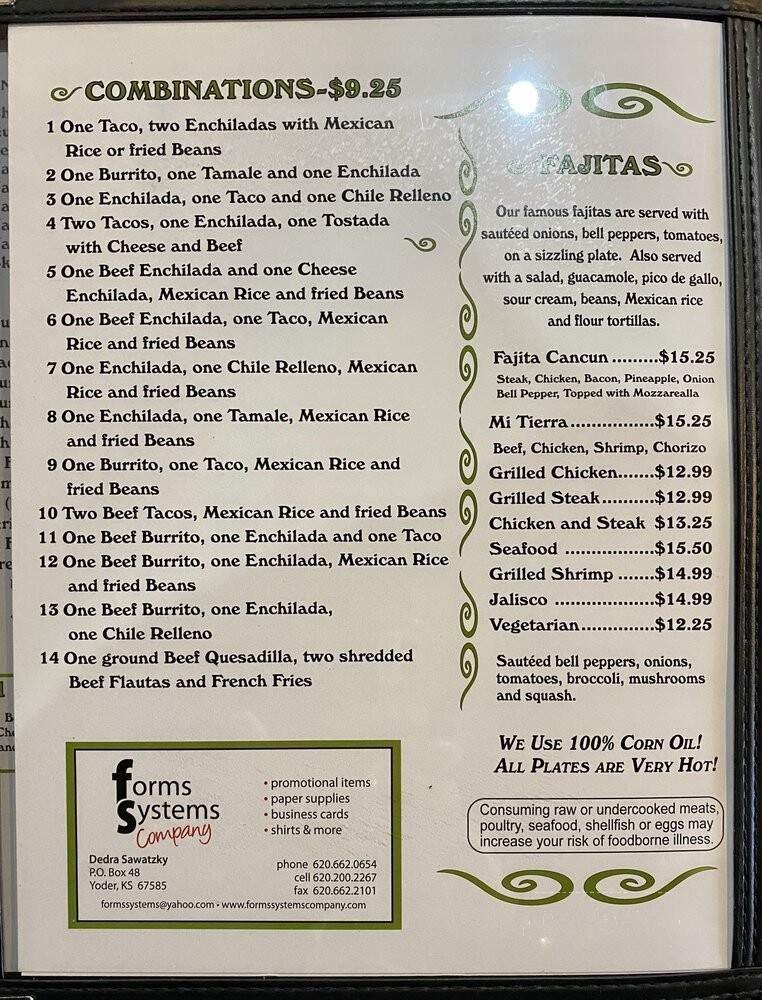 COMBINATIONS-$9.25
1 One Taco, two Enchiladas with Mexican
Rice or fried Beans
2 One Burrito, one Tamale and one Enchilada
3 One Enchilada, one Taco and one Chile Relleno
4 Two Tacos, one Enchilada, one Tostada
with Cheese and Beef
5 One Beef Enchilada and one Cheese
Enchilada, Mexican Rice and fried Beans
6 One Beef Enchilada, one Taco, Mexican
Rice and fried Beans
7 One Enchilada, one Chile Relleno, Mexican
Rice and fried Beans
8 One Enchilada, one Tamale, Mexican Rice
and fried Beans
9 One Burrito, one Taco, Mexican Rice and
fried Beans
10 Two Beef Tacos, Mexican Rice and fried Beans
11 One Beef Burrito, one Enchilada and one Taco
12 One Beef Burrito, one Enchilada, Mexican Rice
and fried Beans
13 One Beef Burrito, one Enchilada,
one Chile Relleno
14 One ground Beef Quesadilla, two shredded
Beef Flautas and French Fries
FAJITAS
Our famous fajitas are served with
sautéed onions, bell peppers, tomatoes,
on a sizzling plate. Also served
with a salad, guacamole, pico de gallo,
sour cream, beans, Mexican rice
and flour tortillas.
Fajita Cancun .........$15.25
Steak, Chicken, Bacon, Pineapple, Onion
Bell Pepper, Topped with Mozzarealla
Mi Tierra.................$15.25
Beef, Chicken, Shrimp, Chorizo
Grilled Chicken.......$12.99
Grilled Steak..........$12.99
Chicken and Steak $13.25
Seafood .................$15.50
Grilled Shrimp .......$14.99
Jalisco ...................$14.99
Vegetarian..............$12.25
Sautéed bell peppers, onions,
tomatoes, broccoli, mushrooms
and squash.
WE USE 100% CORN OIL!
ALL PLATES ARE VERY HOT!
Consuming raw or undercooked meats,
poultry, seafood, shellfish or eggs may
increase your risk of foodborne illness.
forms
systems
Company
• promotional items
• paper supplies
• business cards
• shirts & more
Dedra Sawatzky
P.O. Box 48
Yoder, KS 67585
phone 620.662.0654
cell 620.200.2267
fax 620.662.2101
formssystems@yahoo.com • www.formssystemscompany.com